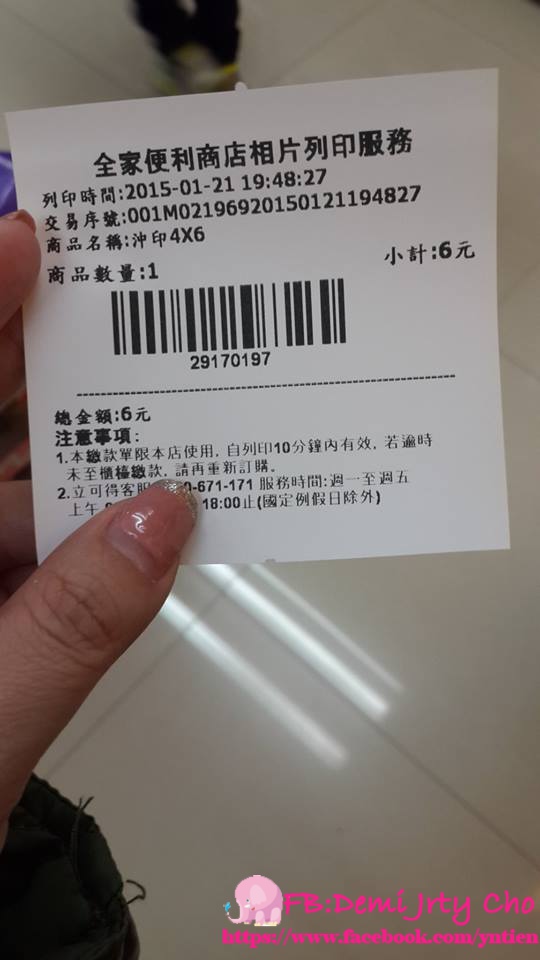 全家便利商店相片列印服務
列印時間:2015-01-21 19:48:27
交易序號:001M02196920150121194827
商品名稱:沖印4X6
小計:6元
商品數量:1
29170197
總金額:6元
注意事項:
1.本繳款單限本店使用, 自列印10分鐘內有效, 若逾時
未至櫃檯繳款, 請再重新訂購。
2.立可得客服 0-671-171 服務時間:週一至週五
上午 18:00止(國定例假日除外)
FB:Demi Jrty Cho
https://www.facebook.com/yntien